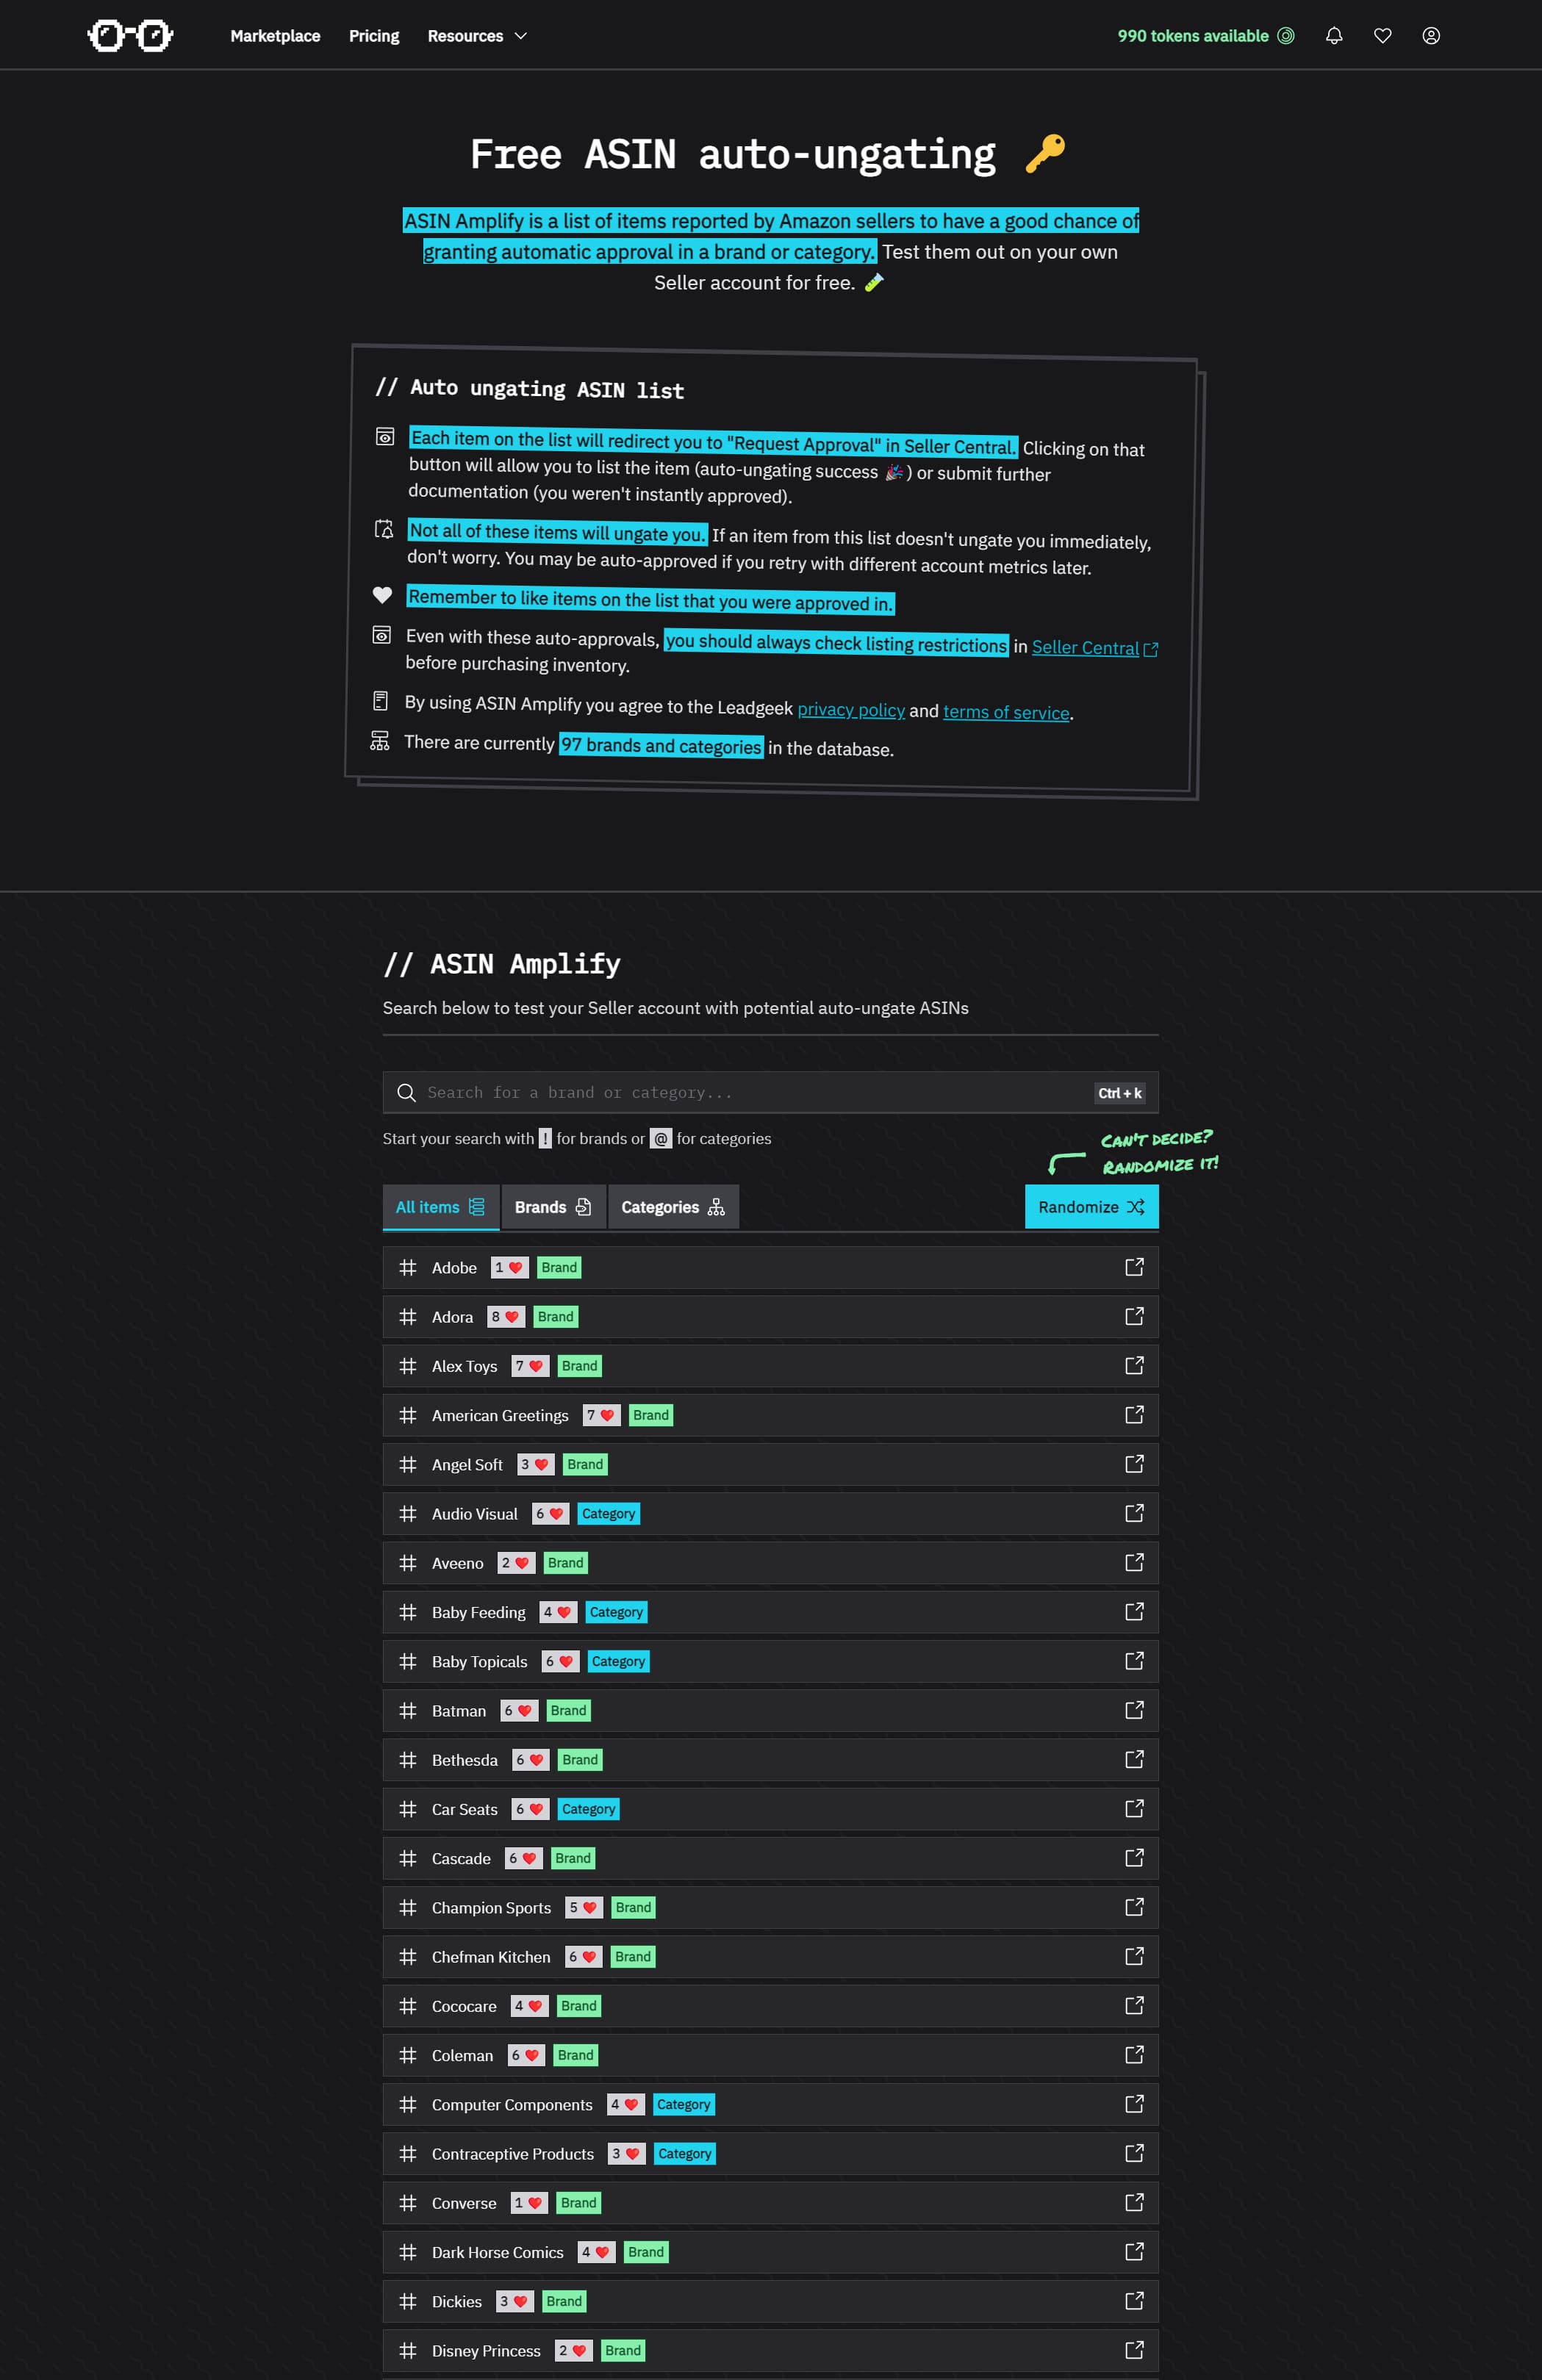 Marketplace Pricing Resources 990 tokens available
Free ASIN auto-ungating
ASIN Amplify is a list of items reported by Amazon sellers to have a good chance of
granting automatic approval in a brand or category. Test them out on your own
Seller account for free.
// Auto ungating ASIN list
Each item on the list will redirect you to "Request Approval" in Seller Central. Clicking on that
button will allow you to list the item (auto-ungating success 🎉) or submit further
documentation (you weren't instantly approved).
Not all of these items will ungate you. If an item from this list doesn't ungate you immediately,
don't worry. You may be auto-approved if you retry with different account metrics later.
Remember to like items on the list that you were approved in.
Even with these auto-approvals, you should always check listing restrictions in Seller Central
before purchasing inventory.
By using ASIN Amplify you agree to the Leadgeek privacy policy and terms of service.
There are currently 97 brands and categories in the database.
// ASIN Amplify
Search below to test your Seller account with potential auto-ungate ASINs
Search for a brand or category... Ctrl + k
Start your search with ! for brands or @ for categories
Can't decide?
Randomize it!
All items Brands Categories Randomize
Adobe 1 Brand
Adora 8 Brand
Alex Toys 7 Brand
American Greetings 7 Brand
Angel Soft 3 Brand
Audio Visual 6 Category
Aveeno 2 Brand
Baby Feeding 4 Category
Baby Topicals 6 Category
Batman 6 Brand
Bethesda 6 Brand
Car Seats 6 Category
Cascade 6 Brand
Champion Sports 5 Brand
Chefman Kitchen 6 Brand
Cococare 4 Brand
Coleman 6 Brand
Computer Components 4 Category
Contraceptive Products 3 Category
Converse 1 Brand
Dark Horse Comics 4 Brand
Dickies 3 Brand
Disney Princess 2 Brand